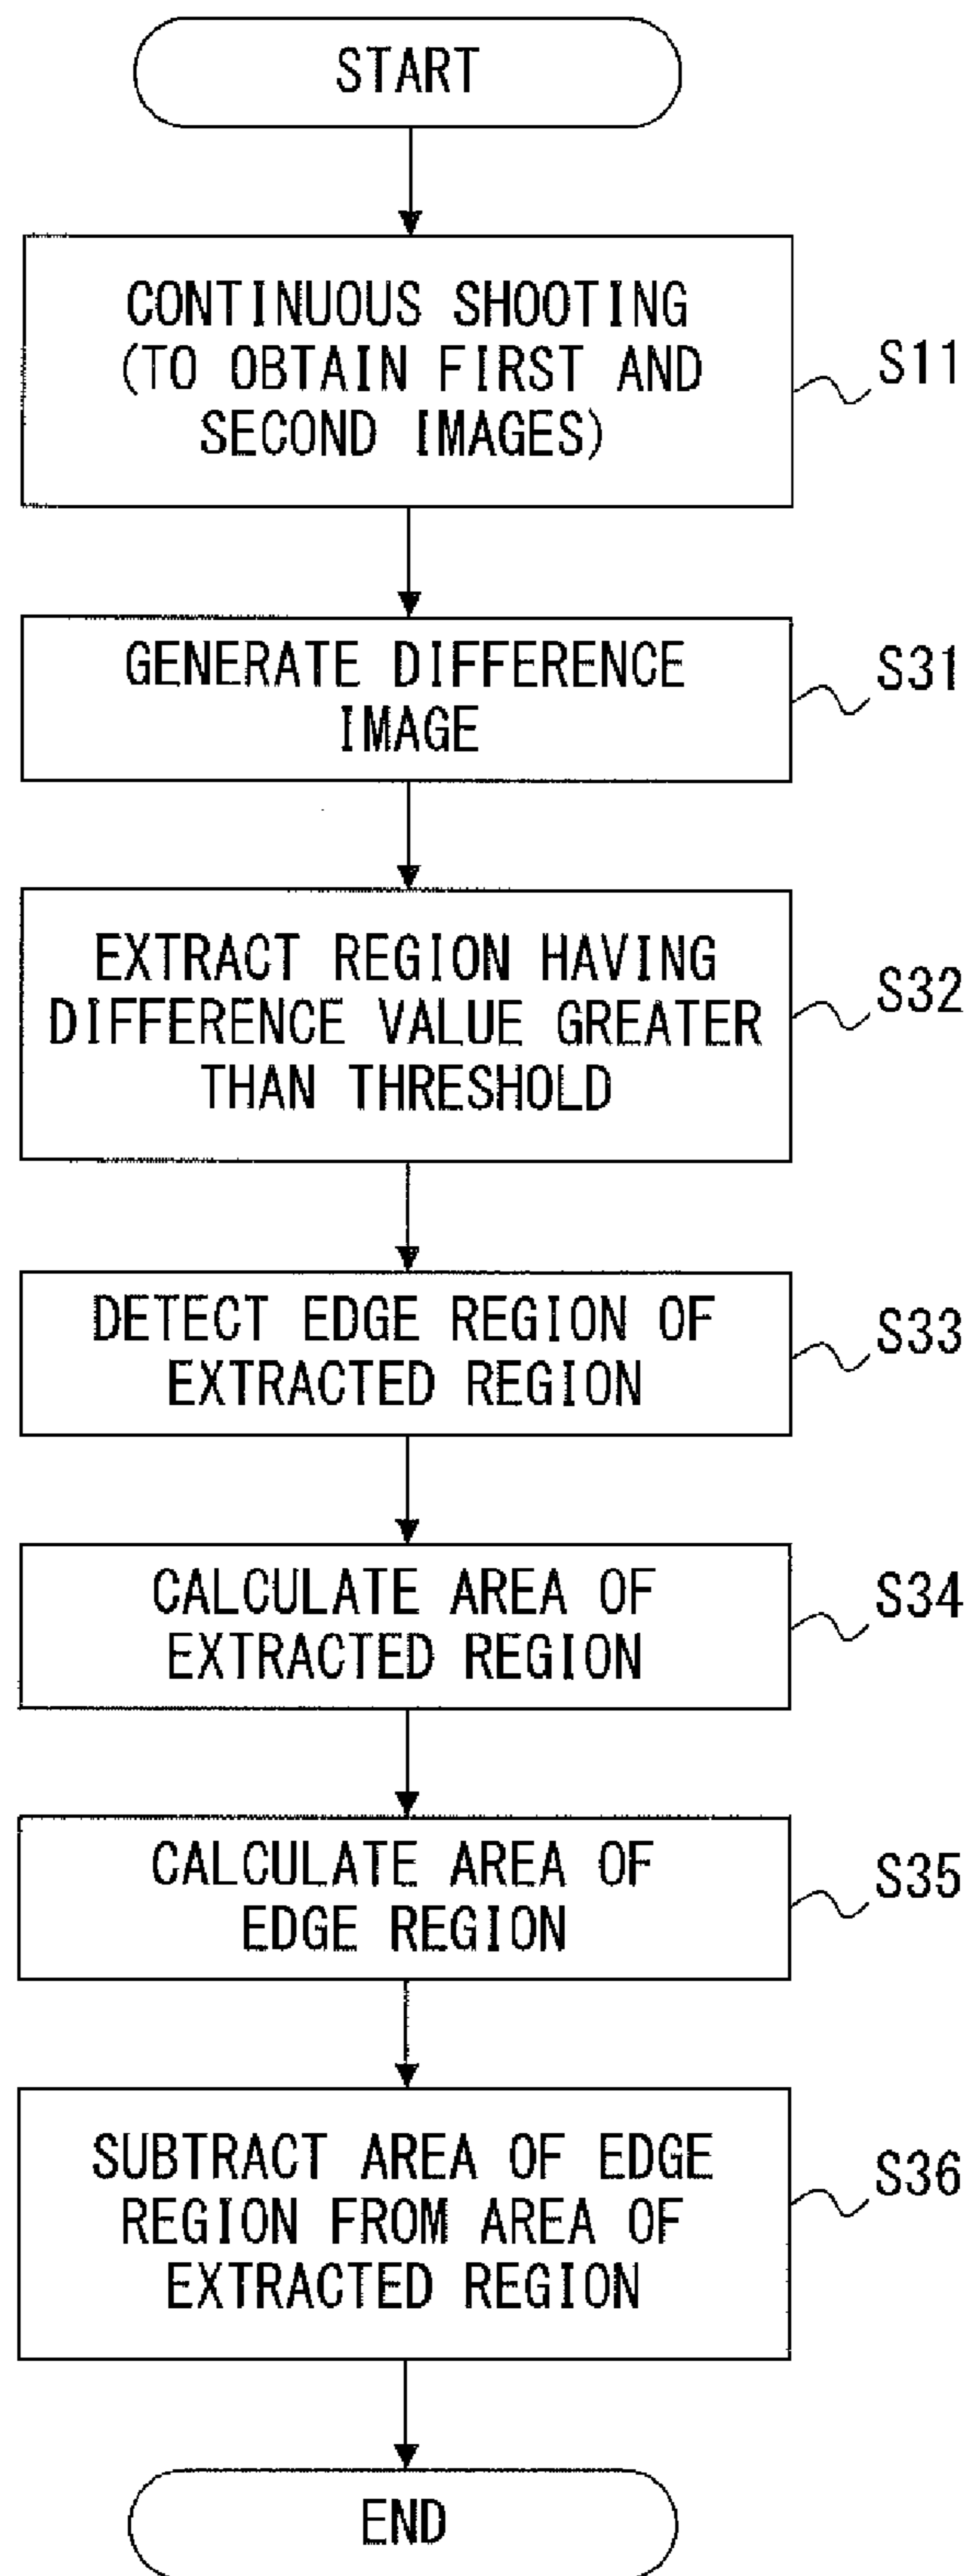 START
CONTINUOUS SHOOTING
(TO OBTAIN FIRST AND
SECOND IMAGES)
S11
GENERATE DIFFERENCE
IMAGE
S31
EXTRACT REGION HAVING
DIFFERENCE VALUE GREATER
THAN THRESHOLD
S32
DETECT EDGE REGION OF
EXTRACTED REGION
S33
CALCULATE AREA OF
EXTRACTED REGION
S34
CALCULATE AREA OF
EDGE REGION
S35
SUBTRACT AREA OF EDGE
REGION FROM AREA OF
EXTRACTED REGION
S36
END